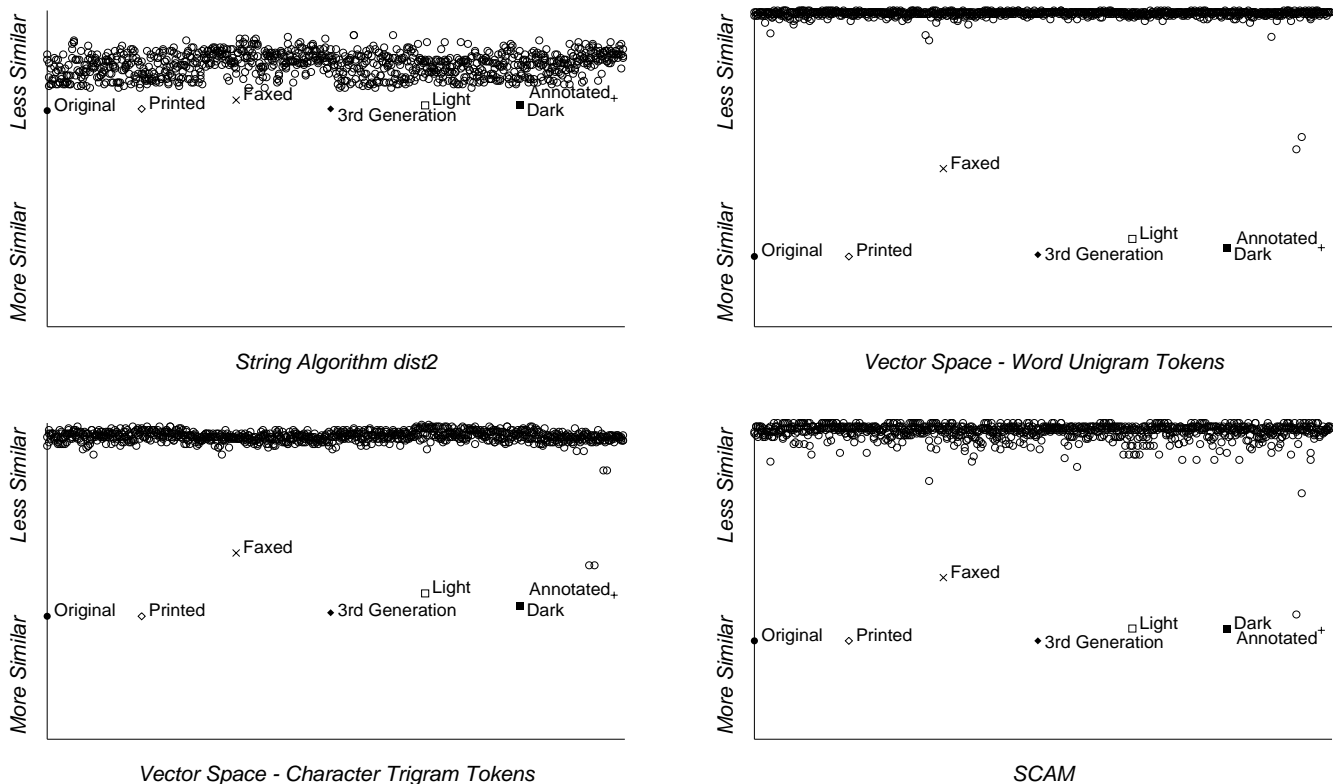 Less Similar
More Similar
Original
Printed
Faxed
3rd Generation
Light
Annotated
Dark
String Algorithm dist2
Less Similar
More Similar
Original
Printed
Faxed
3rd Generation
Light
Annotated
Dark
Vector Space - Word Unigram Tokens
Less Similar
More Similar
Original
Printed
Faxed
3rd Generation
Light
Annotated
Dark
Vector Space - Character Trigram Tokens
Less Similar
More Similar
Original
Printed
Faxed
3rd Generation
Light
Dark
Annotated
SCAM